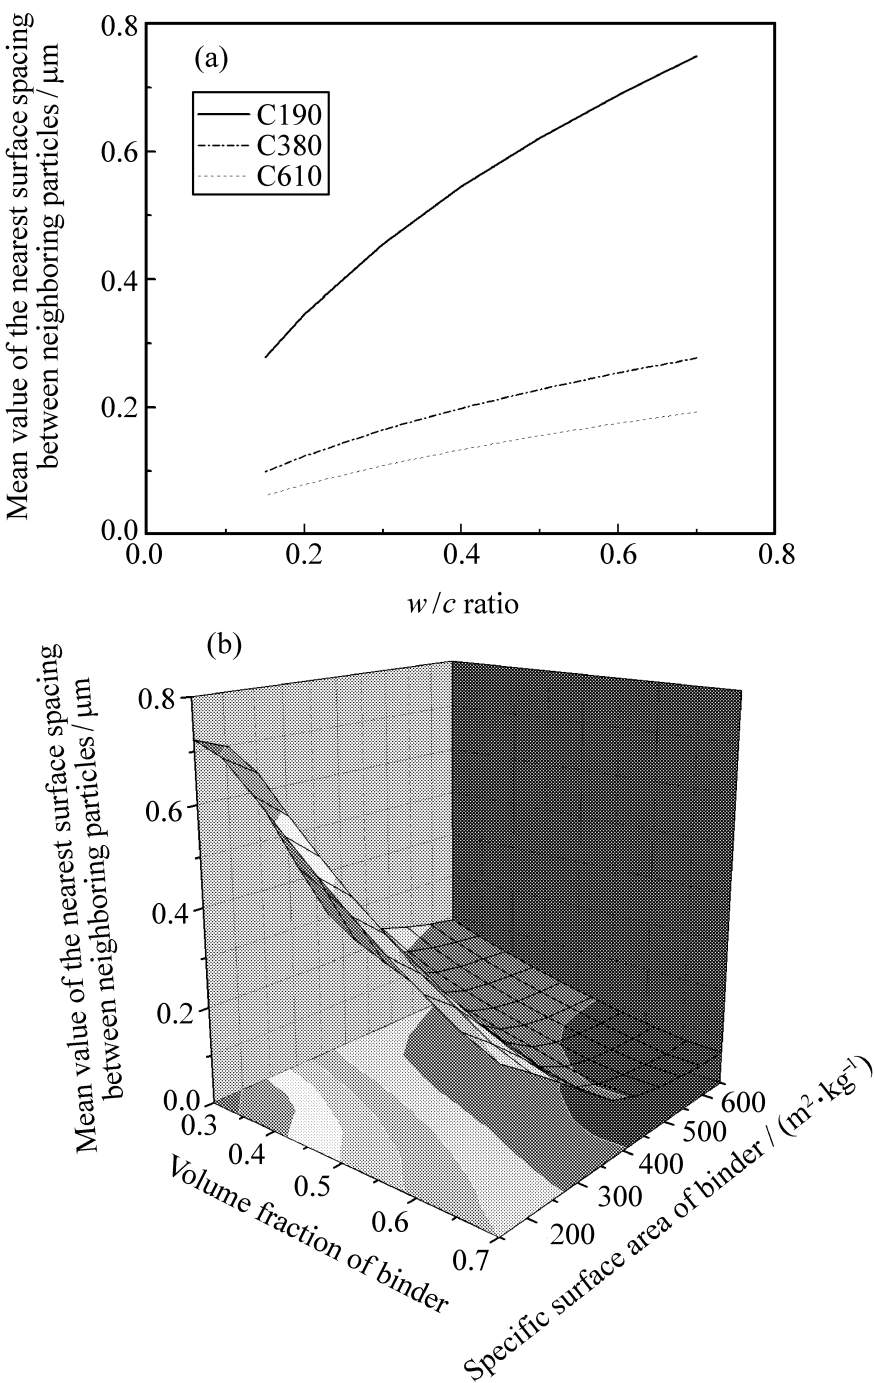 Mean value of the nearest surface spacing
between neighboring particles / μm
(a)
C190
C380
C610
0.8
0.6
0.4
0.2
0.0
0.0 0.2 0.4 0.6 0.8
w/c ratio
(b)
Mean value of the nearest surface spacing
between neighboring particles / μm
0.8
0.6
0.4
0.2
0.0
0.3
0.4
0.5
0.6
0.7
Volume fraction of binder
200
300
400
500
600
Specific surface area of binder / (m²·kg⁻¹)